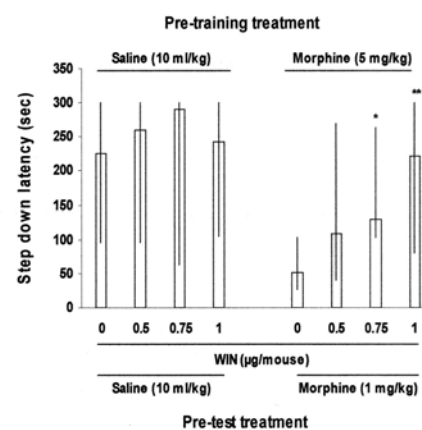 Pre-training treatment
Saline (10 ml/kg) Morphine (5 mg/kg)
Step down latency (sec)
350
300
250
200
150
100
50
0
*
**
0 0.5 0.75 1 0 0.5 0.75 1
WIN (µg/mouse)
Saline (10 ml/kg) Morphine (1 mg/kg)
Pre-test treatment